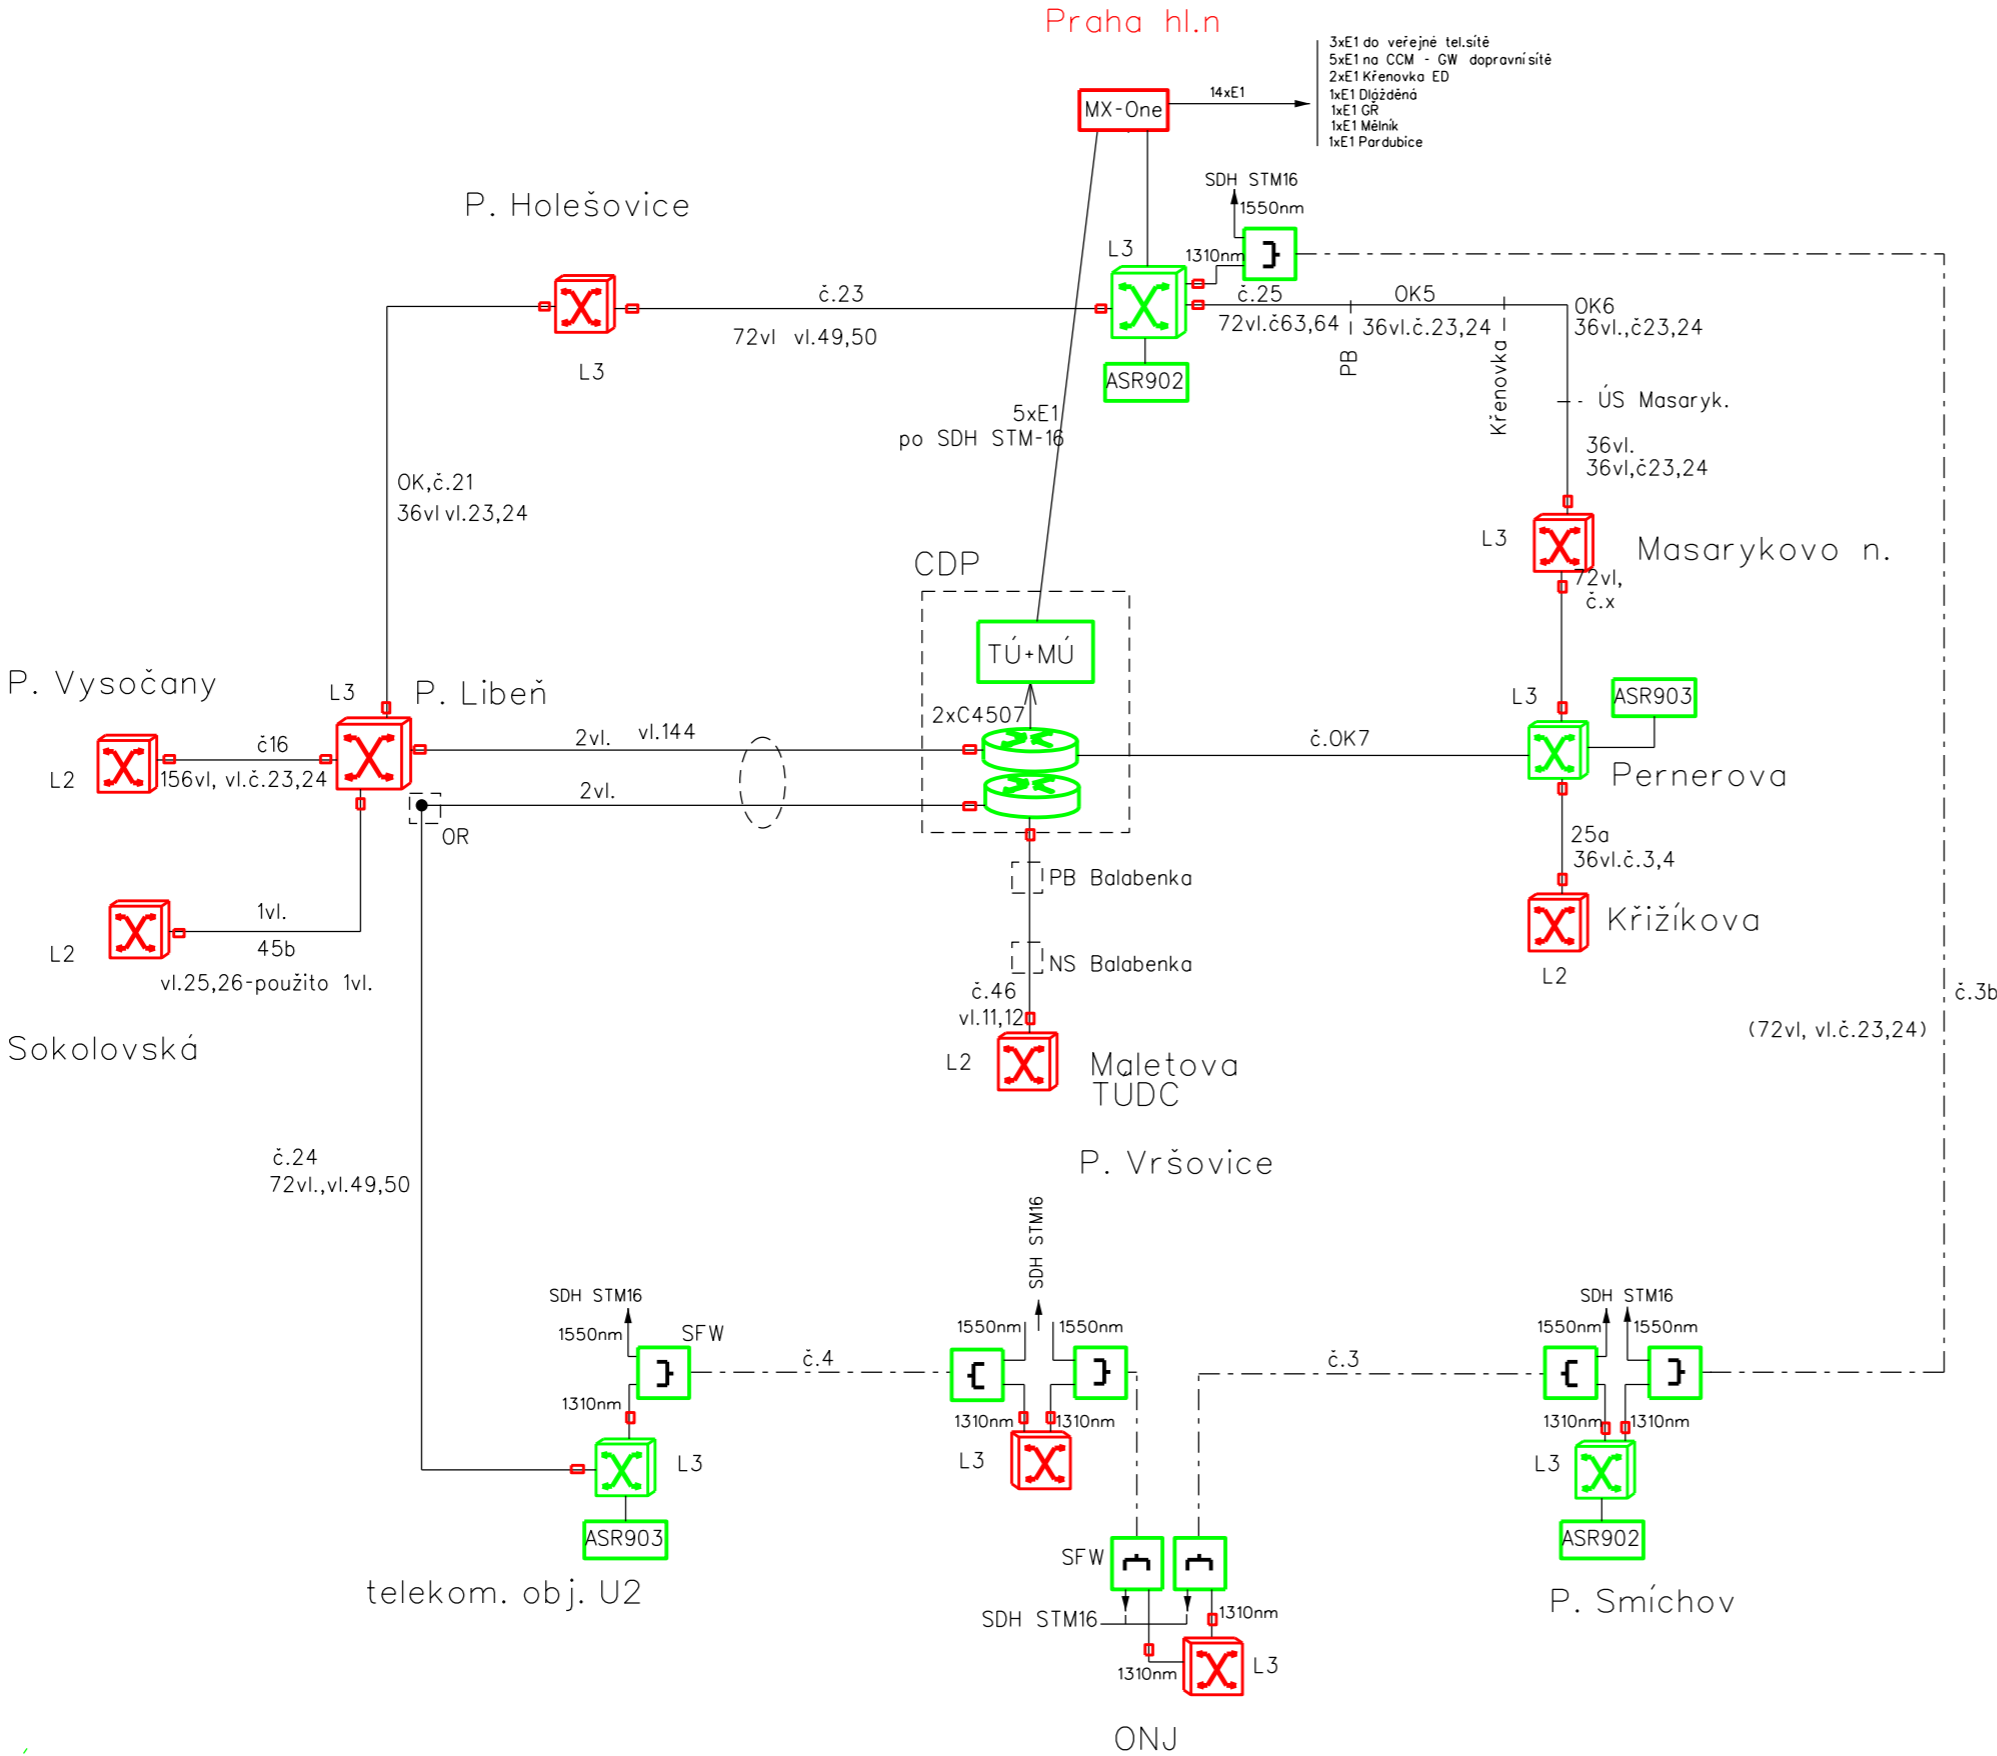 Praha hl.n
3xE1 do veřejné tel.sítě
5xE1 na CCM - GW dopravní sítě
2xE1 Křenovka ED
1xE1 Dlážděná
1xE1 GŘ
1xE1 Mělník
1xE1 Pardubice
14xE1
MX-One
SDH STM16
1550nm
P. Holešovice
L3
1310nm
č.23
72vl vl.49,50
L3
č.25
72vl.č63,64
OK5
36vl.č.23,24
OK6
36vl.,č23,24
PB
Křenovka
ASR902
ÚS Masaryk.
5xE1
po SDH STM-16
36vl.
36vl,č23,24
OK,č.21
36vl vl.23,24
L3
Masarykovo n.
72vl,
č.x
CDP
TÚ+MÚ
P. Vysočany
L3
P. Libeň
2xC4507
L3
ASR903
č16
156vl, vl.č.23,24
L2
2vl.
vl.144
č.OK7
Pernerova
2vl.
OR
25a
36vl.č.3,4
PB Balabenka
1vl.
45b
L2
vl.25,26-použito 1vl.
Křižíkova
L2
NS Balabenka
č.46
vl.11,12
č.3b
(72vl, vl.č.23,24)
Sokolovská
L2
Maletova
TÚDC
č.24
72vl.,vl.49,50
P. Vršovice
SDH STM16
SDH STM16
1550nm
SFW
č.4
1550nm
1550nm
č.3
SDH STM16
1550nm
1550nm
1310nm
1310nm
1310nm
1310nm
1310nm
L3
L3
L3
ASR903
ASR902
telekom. obj. U2
SFW
SDH STM16
1310nm
1310nm
L3
P. Smíchov
ONJ